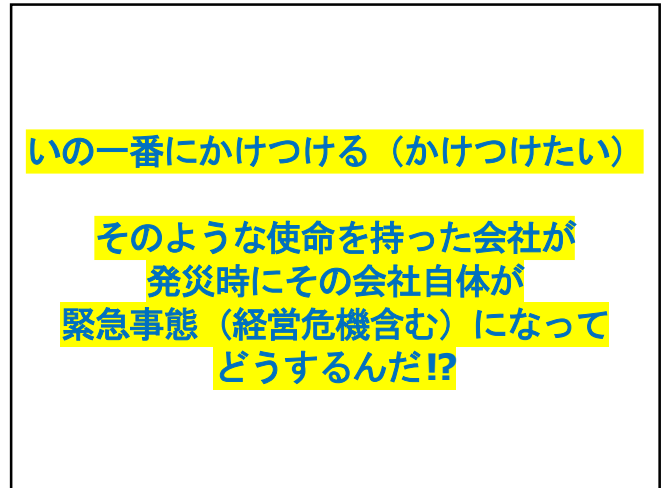 いの一番にかけつける（かけつけたい）
そのような使命を持った会社が
発災時にその会社自体が
緊急事態（経営危機含む）になって
どうするんだ⁉